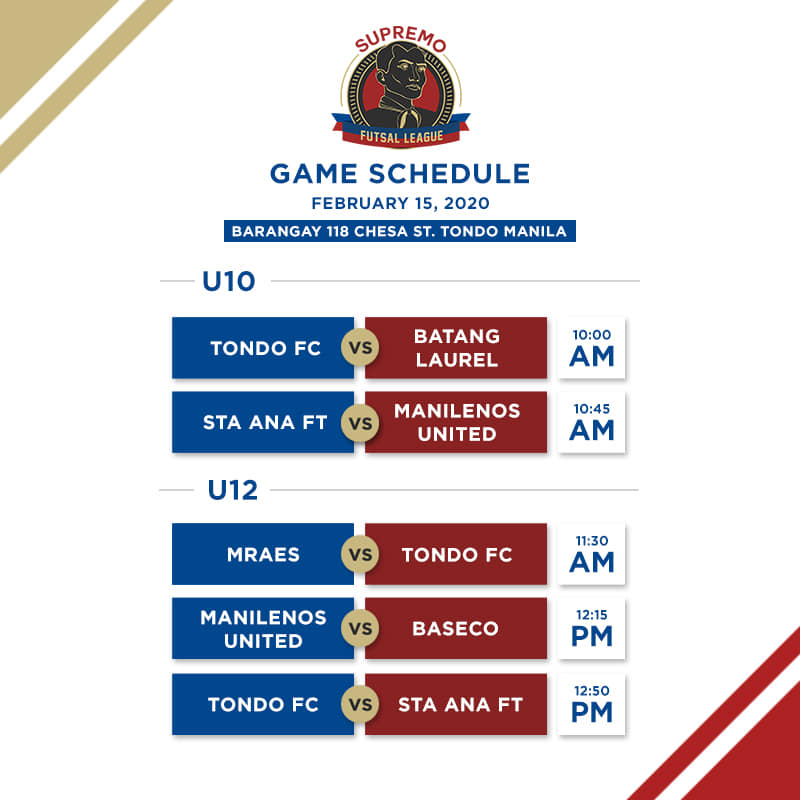 SUPREMO
FUTSAL LEAGUE
GAME SCHEDULE
FEBRUARY 15, 2020
BARANGAY 118 CHESA ST. TONDO MANILA
U10
TONDO FC VS BATANG LAUREL 10:00 AM
STA ANA FT VS MANILENOS UNITED 10:45 AM
U12
MRAES VS TONDO FC 11:30 AM
MANILENOS UNITED VS BASECO 12:15 PM
TONDO FC VS STA ANA FT 12:50 PM